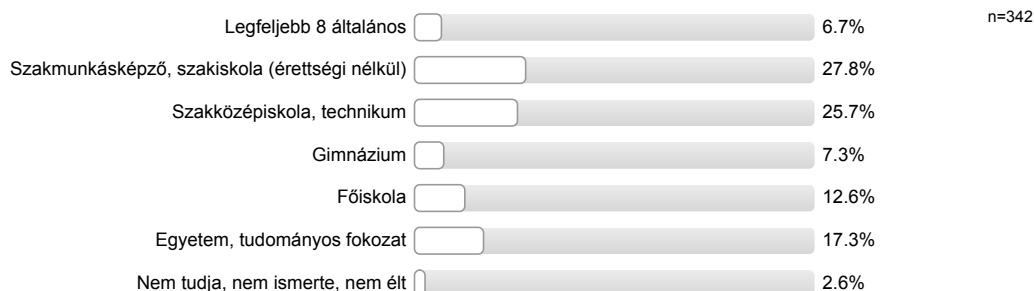 Legfeljebb 8 általános 6.7% n=342
Szakmunkásképző, szakiskola (érettségi nélkül) 27.8%
Szakközépiskola, technikum 25.7%
Gimnázium 7.3%
Főiskola 12.6%
Egyetem, tudományos fokozat 17.3%
Nem tudja, nem ismerte, nem élt 2.6%